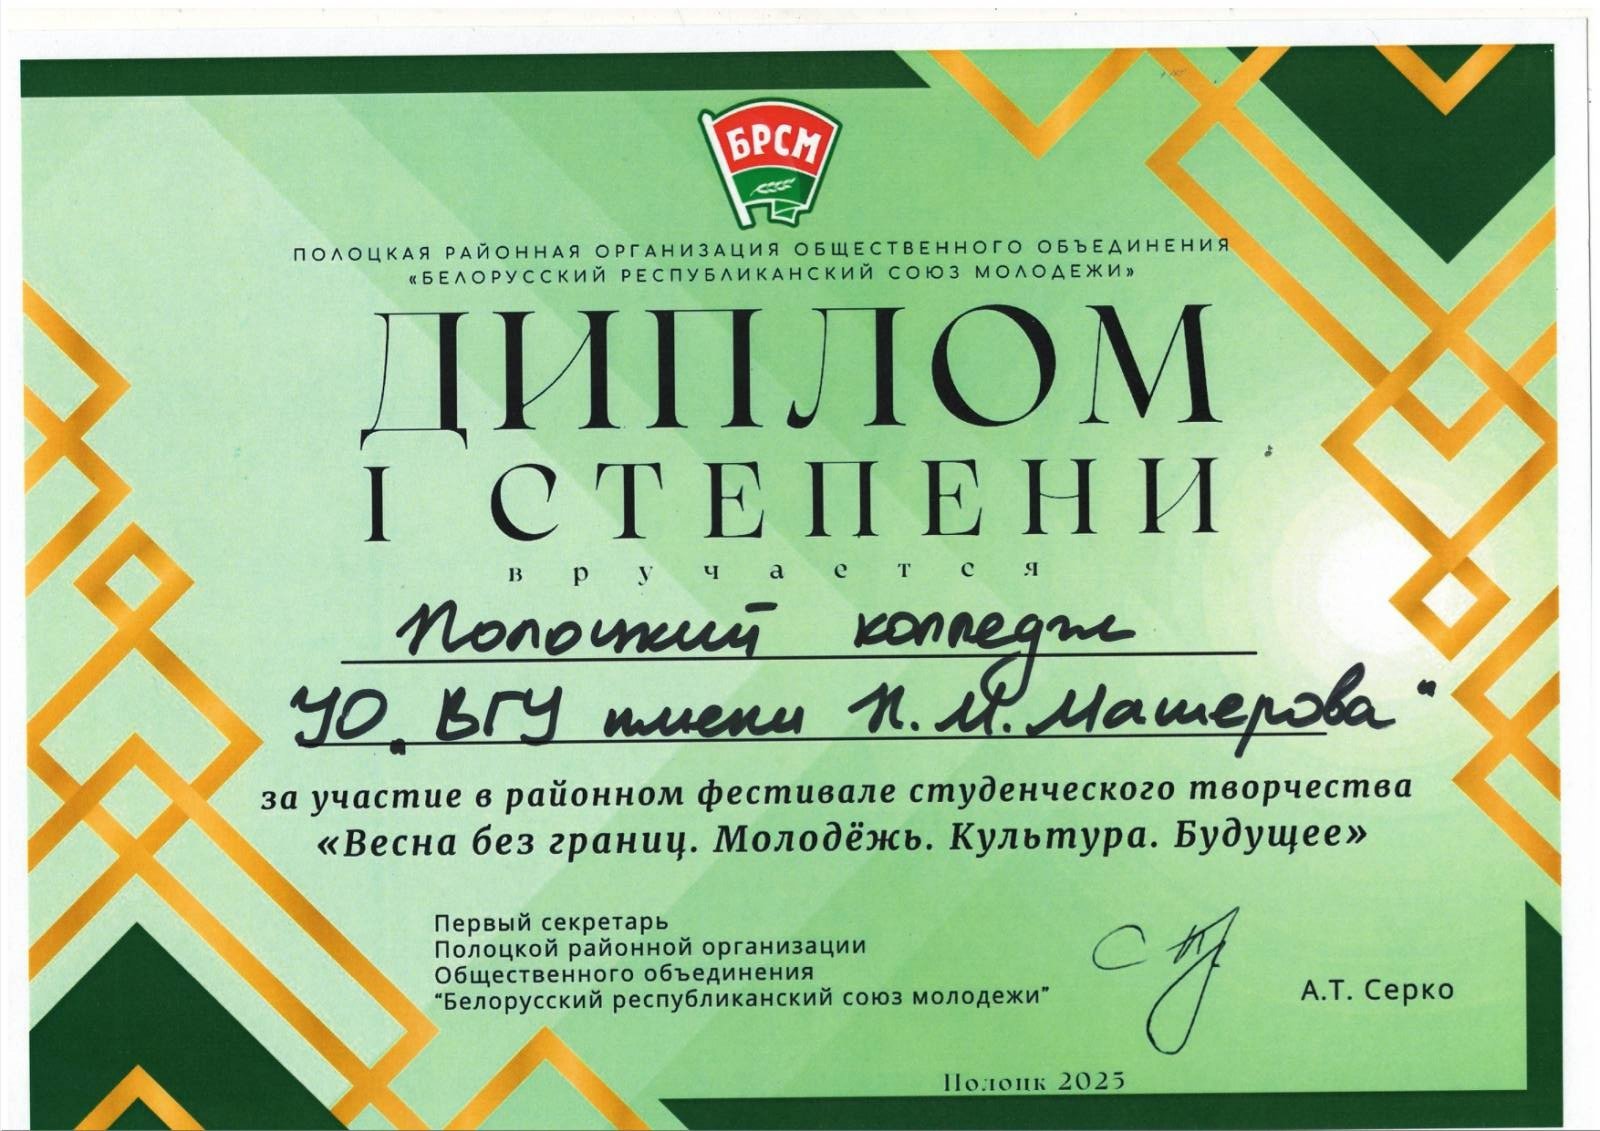 БРСМ
ПОЛОЦКАЯ РАЙОННАЯ ОРГАНИЗАЦИЯ ОБЩЕСТВЕННОГО ОБЪЕДИНЕНИЯ
«БЕЛОРУССКИЙ РЕСПУБЛИКАНСКИЙ СОЮЗ МОЛОДЕЖИ»
ДИПЛОМ
I СТЕПЕНИ
вручается
Полоцкий колледж
УО „ВГУ имени П.М.Машерова"
за участие в районном фестивале студенческого творчества
«Весна без границ. Молодёжь. Культура. Будущее»
Первый секретарь
Полоцкой районной организации
Общественного объединения
"Белорусский республиканский союз молодежи"
А.Т. Серко
Полоцк 2025